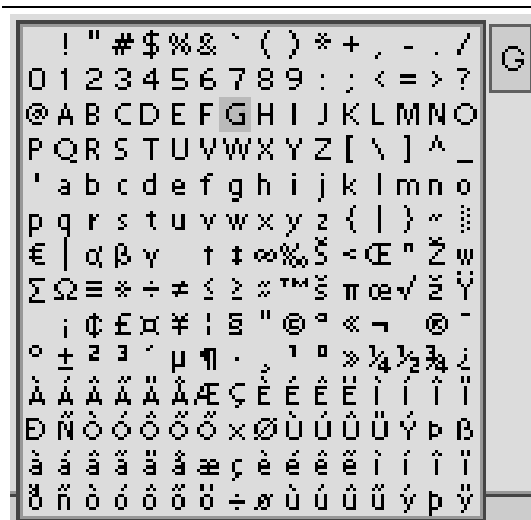 ! " # $ % & ` ( ) * + , - . / G
0 1 2 3 4 5 6 7 8 9 : ; < = > ?
@ A B C D E F G H I J K L M N O
P Q R S T U V W X Y Z [ \ ] ^ _
' a b c d e f g h i j k l m n o
p q r s t u v w x y z { | } ~
€ | α β γ † ‡ ∞ ‰ Š < Œ " Ž w
Σ Ω ≡ * ÷ ≠ ≤ ≥ ≈ ™ š π œ √ ž Ÿ
¡ ¢ £ ¤ ¥ ¦ § " © ª « ¬ ® ¯
° ± ² ³ ´ µ ¶ · ¸ ¹ º » ¼ ½ ¾ ¿
À Á Â Ã Ä Å Æ Ç È É Ê Ë Ì Í Î Ï
Ð Ñ Ò Ó Ô Õ Ö × Ø Ù Ú Û Ü Ý Þ ß
à á â ã ä å æ ç è é ê ë ì í î ï
ð ñ ò ó ô õ ö ÷ ø ù ú û ü ý þ ÿ